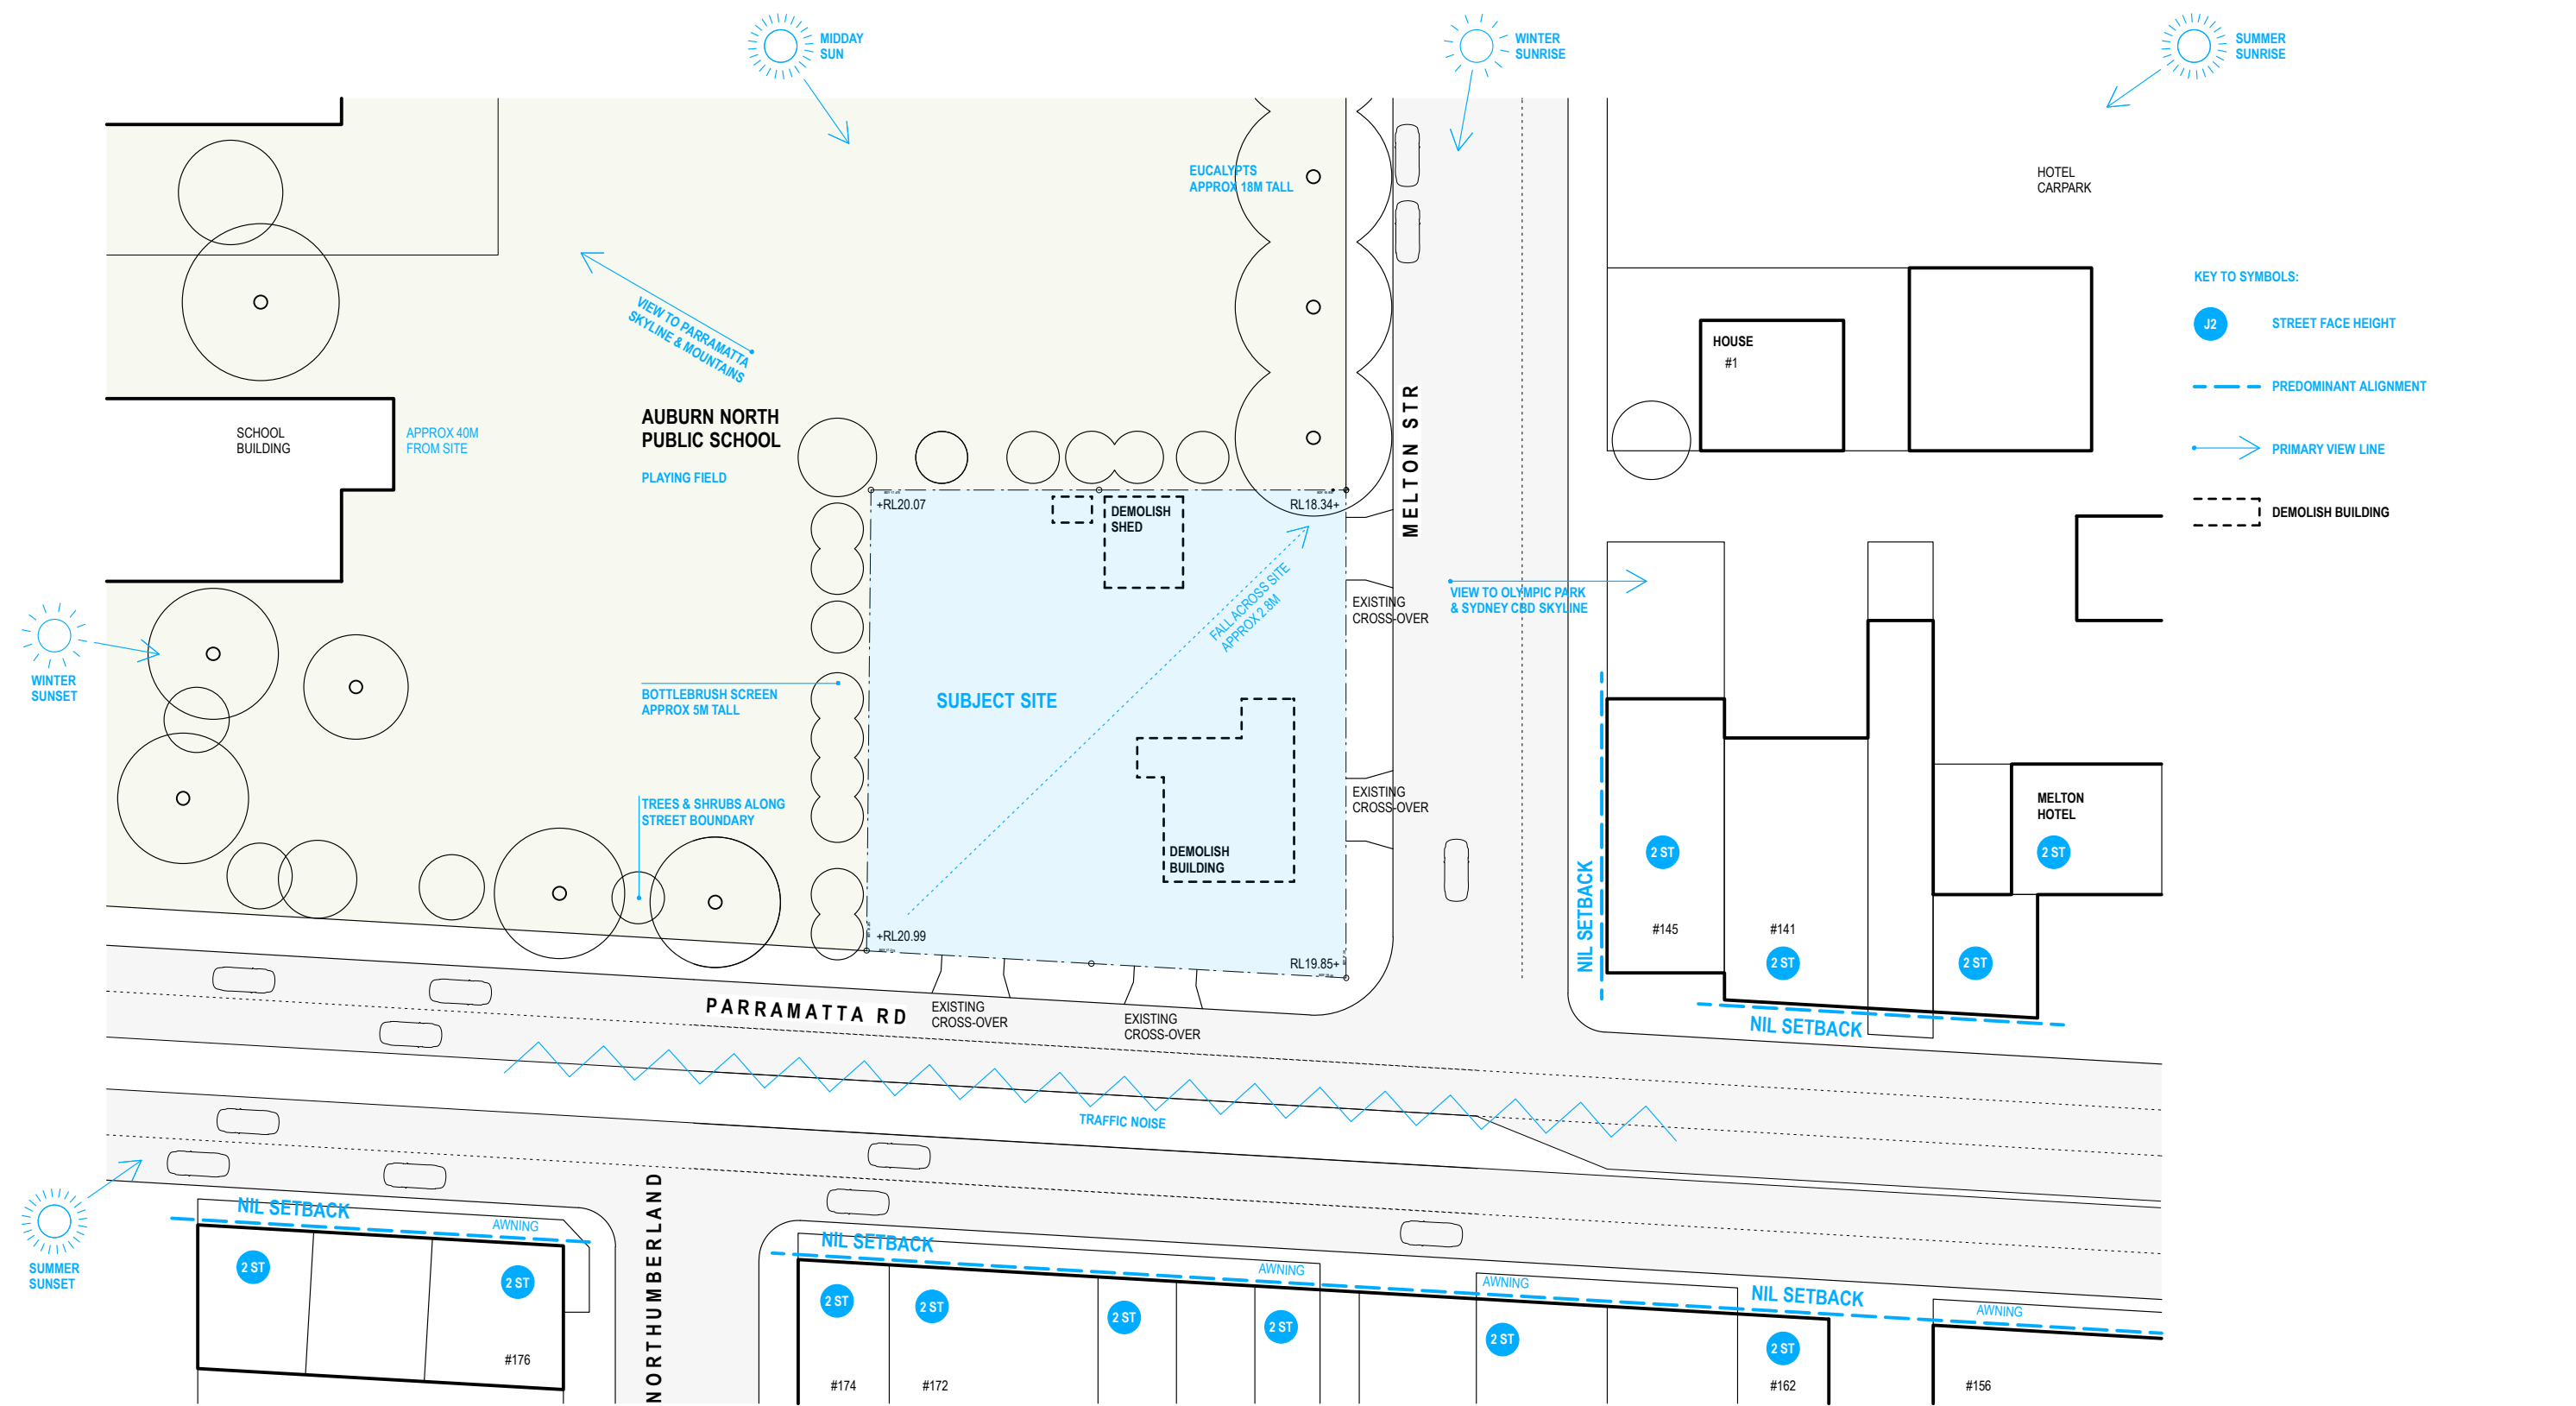 MIDDAY
SUN
WINTER
SUNRISE
SUMMER
SUNRISE
EUCALYPTS
APPROX 18M TALL
HOTEL
CARPARK
KEY TO SYMBOLS:
J2
STREET FACE HEIGHT
PREDOMINANT ALIGNMENT
PRIMARY VIEW LINE
DEMOLISH BUILDING
VIEW TO PARRAMATTA
SKYLINE & MOUNTAINS
HOUSE
#1
AUBURN NORTH
PUBLIC SCHOOL
PLAYING FIELD
SCHOOL
BUILDING
APPROX 40M
FROM SITE
MELTON STR
+RL20.07
RL18.34+
DEMOLISH
SHED
FALL ACROSS SITE
APPROX 2.8M
EXISTING
CROSS-OVER
VIEW TO OLYMPIC PARK
& SYDNEY CBD SKYLINE
WINTER
SUNSET
BOTTLEBRUSH SCREEN
APPROX 5M TALL
SUBJECT SITE
TREES & SHRUBS ALONG
STREET BOUNDARY
EXISTING
CROSS-OVER
DEMOLISH
BUILDING
MELTON
HOTEL
2 ST
2 ST
NIL SETBACK
#145
#141
2 ST
2 ST
+RL20.99
RL19.85+
PARRAMATTA RD
EXISTING
CROSS-OVER
EXISTING
CROSS-OVER
NIL SETBACK
TRAFFIC NOISE
NORTHUMBERLAND
SUMMER
SUNSET
NIL SETBACK
AWNING
2 ST
2 ST
#176
NIL SETBACK
AWNING
AWNING
NIL SETBACK
AWNING
2 ST
2 ST
2 ST
2 ST
2 ST
2 ST
#174
#172
#162
#156